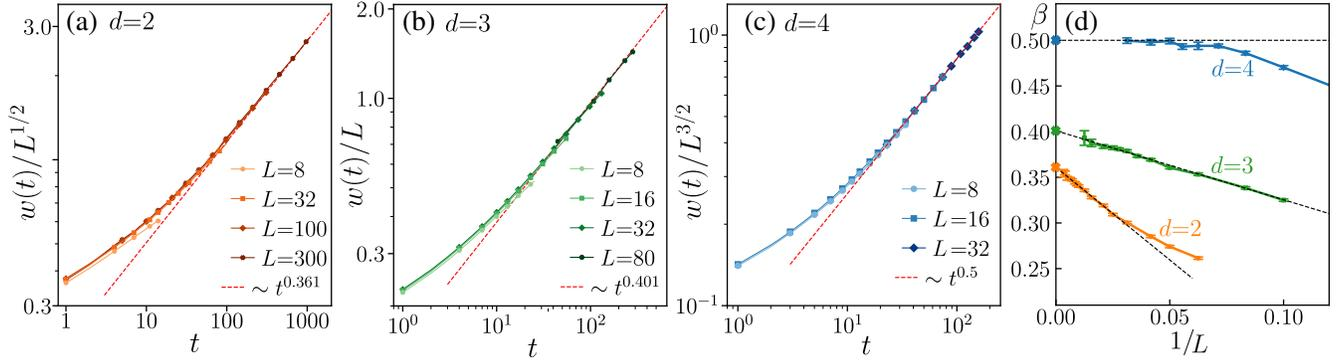 (a) d=2
3.0
0.3
w(t)/L^{1/2}
1 10 100 1000
t
L=8
L=32
L=100
L=300
~ t^{0.361}
(b) d=3
2.0
1.0
0.3
w(t)/L
10^0 10^1 10^2
t
L=8
L=16
L=32
L=80
~ t^{0.401}
(c) d=4
10^0
10^{-1}
w(t)/L^{3/2}
10^0 10^1 10^2
t
L=8
L=16
L=32
~ t^{0.5}
β (d)
0.50
0.40
0.35
0.30
0.25
d=4
d=3
d=2
0.00 0.05 0.10
1/L